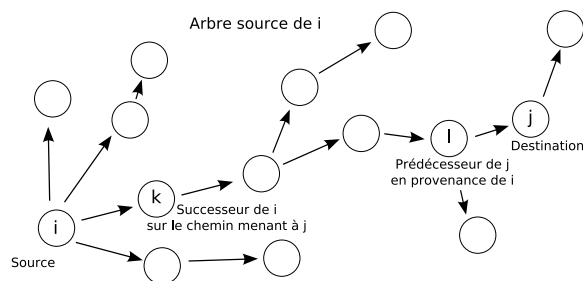 Arbre source de i
j
l
Destination
Prédécesseur de j
en provenance de i
k
Successeur de i
sur le chemin menant à j
i
Source